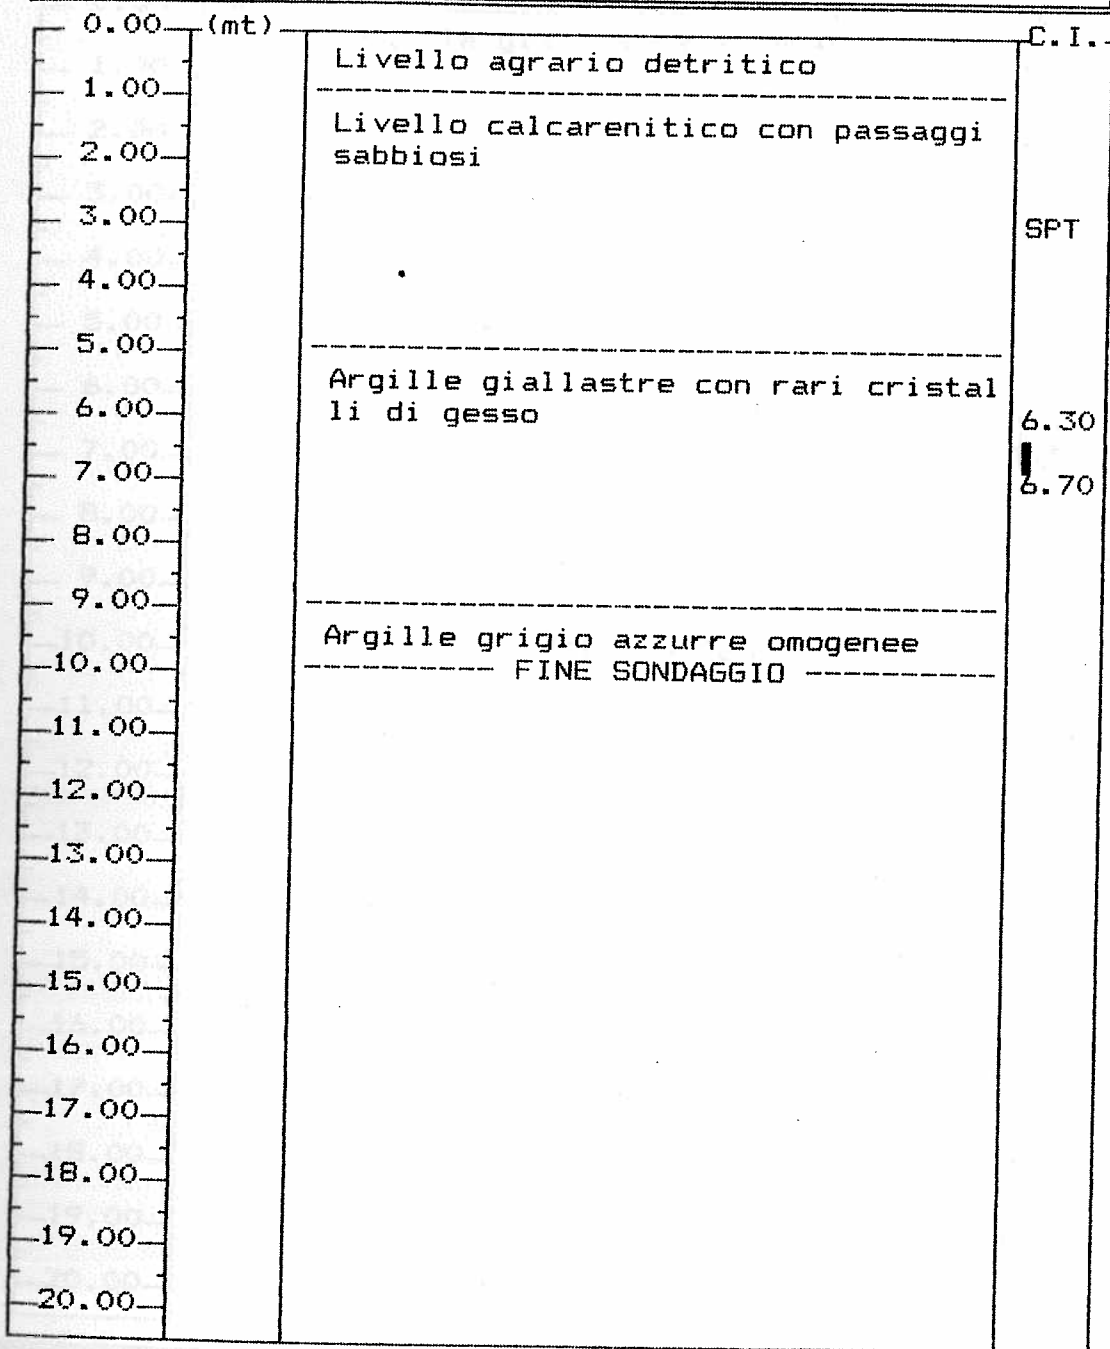 0.00 (mt) C.I.
Livello agrario detritico
1.00
Livello calcarenitico con passaggi
2.00 sabbiosi
3.00 SPT
4.00
5.00
Argille giallastre con rari cristal
6.00 li di gesso 6.30
7.00 6.70
8.00
9.00
Argille grigio azzurre omogenee
10.00 ---------- FINE SONDAGGIO ----------
11.00
12.00
13.00
14.00
15.00
16.00
17.00
18.00
19.00
20.00